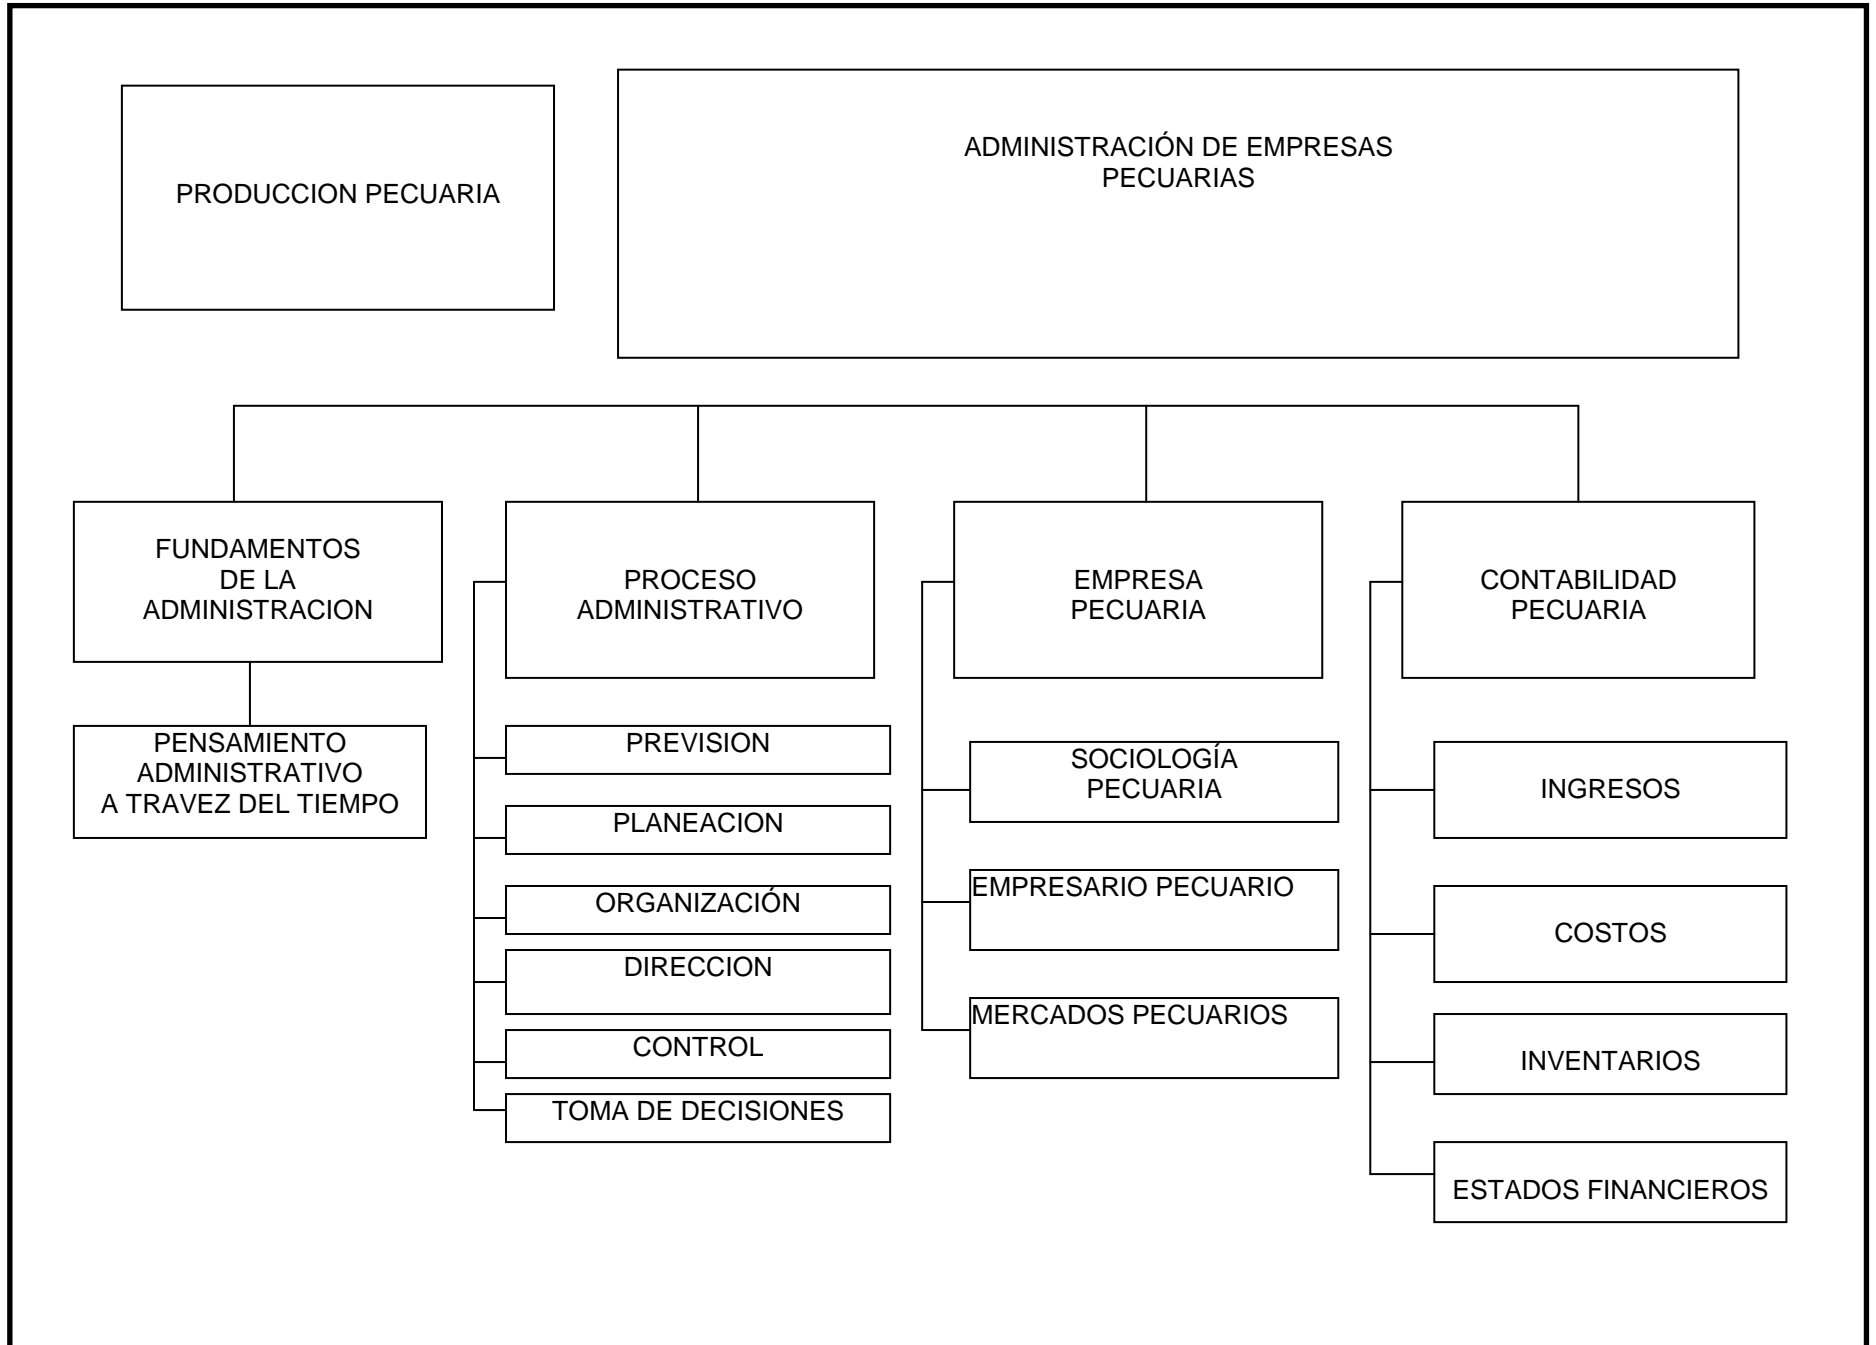 PRODUCCION PECUARIA
ADMINISTRACIÓN DE EMPRESAS
PECUARIAS
FUNDAMENTOS
DE LA
ADMINISTRACION
PROCESO
ADMINISTRATIVO
EMPRESA
PECUARIA
CONTABILIDAD
PECUARIA
PENSAMIENTO
ADMINISTRATIVO
A TRAVEZ DEL TIEMPO
PREVISION
PLANEACION
ORGANIZACIÓN
DIRECCION
CONTROL
TOMA DE DECISIONES
SOCIOLOGÍA
PECUARIA
EMPRESARIO PECUARIO
MERCADOS PECUARIOS
INGRESOS
COSTOS
INVENTARIOS
ESTADOS FINANCIEROS